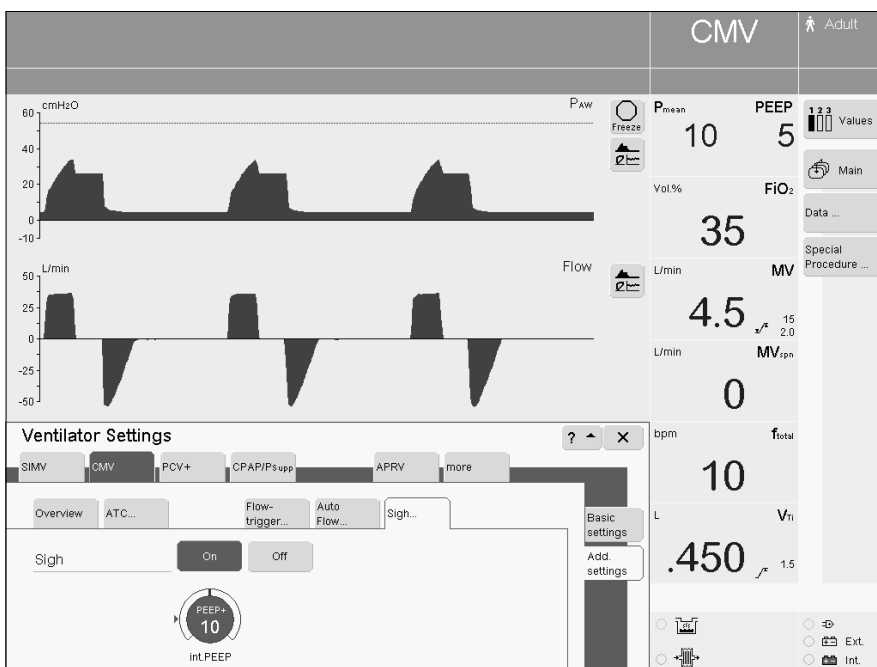 CMV
Adult
cmH2O
PAW
60
40
20
0
-10
Freeze
L/min
Flow
50
25
0
-25
-50
Pmean PEEP
10 5
Vol.% FiO2
35
L/min MV
4.5 15
2.0
L/min MVspn
0
bpm ftotal
10
L VTi
.450 1.5
1 2 3
Values
Main
Data ...
Special
Procedure ...
Ventilator Settings
?
SIMV CMV PCV+ CPAP/Psupp APRV more
Overview ATC... Flow-
trigger... Auto
Flow... Sigh...
Basic
settings
Add.
settings
Sigh On Off
PEEP+
10
int.PEEP
Ext.
Int.